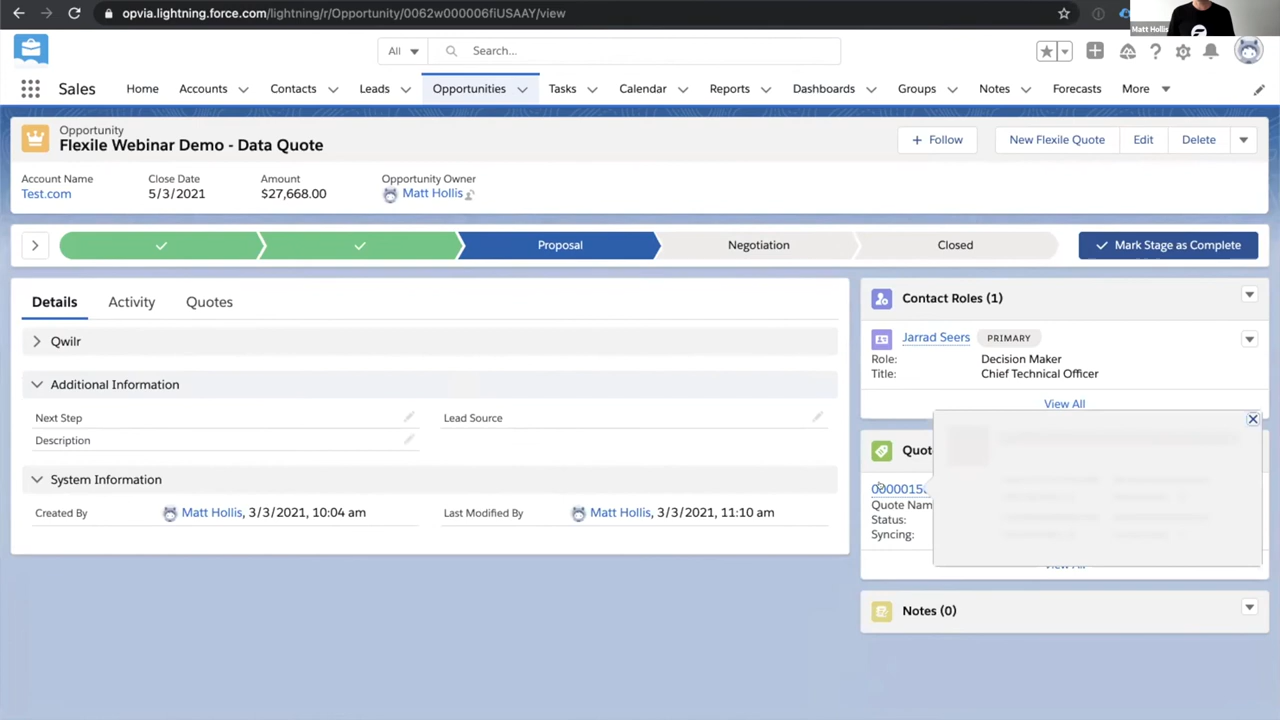 opvia.lightning.force.com/lightning/r/Opportunity/0062w000006fiUSAAY/view
Matt Hollis
All
Search...
Sales
Home
Accounts
Contacts
Leads
Opportunities
Tasks
Calendar
Reports
Dashboards
Groups
Notes
Forecasts
More
Opportunity
Flexile Webinar Demo - Data Quote
Follow
New Flexile Quote
Edit
Delete
Account Name
Close Date
Amount
Opportunity Owner
Test.com
5/3/2021
$27,668.00
Matt Hollis
Proposal
Negotiation
Closed
Mark Stage as Complete
Details
Activity
Quotes
Qwilr
Additional Information
Next Step
Lead Source
Description
System Information
Created By
Matt Hollis, 3/3/2021, 10:04 am
Last Modified By
Matt Hollis, 3/3/2021, 11:10 am
Contact Roles (1)
Jarrad Seers
PRIMARY
Role:
Decision Maker
Title:
Chief Technical Officer
View All
Quot
Quote Nam
Status:
Syncing:
View All
Notes (0)